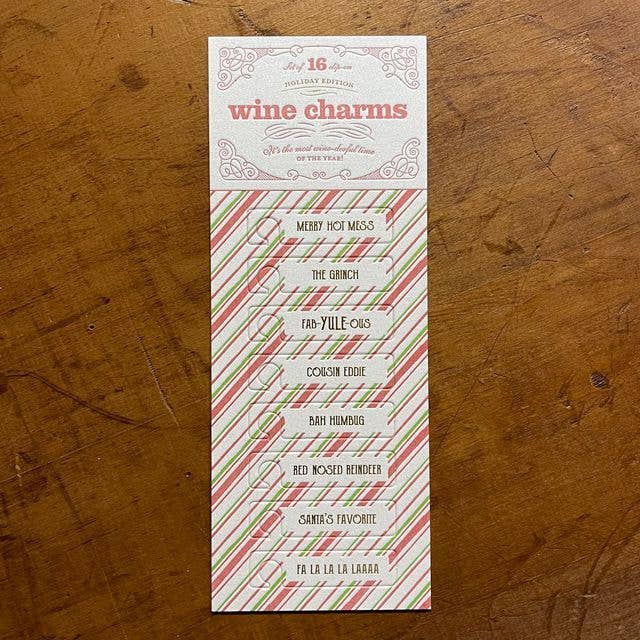 Set of 16 clip-on
HOLIDAY EDITION
wine charms
It's the most wine-derful time
OF THE YEAR!
MERRY HOT MESS
THE GRINCH
FAB-YULE-OUS
COUSIN EDDIE
BAH HUMBUG
RED NOSED REINDEER
SANTA'S FAVORITE
FA LA LA LA LAAAA